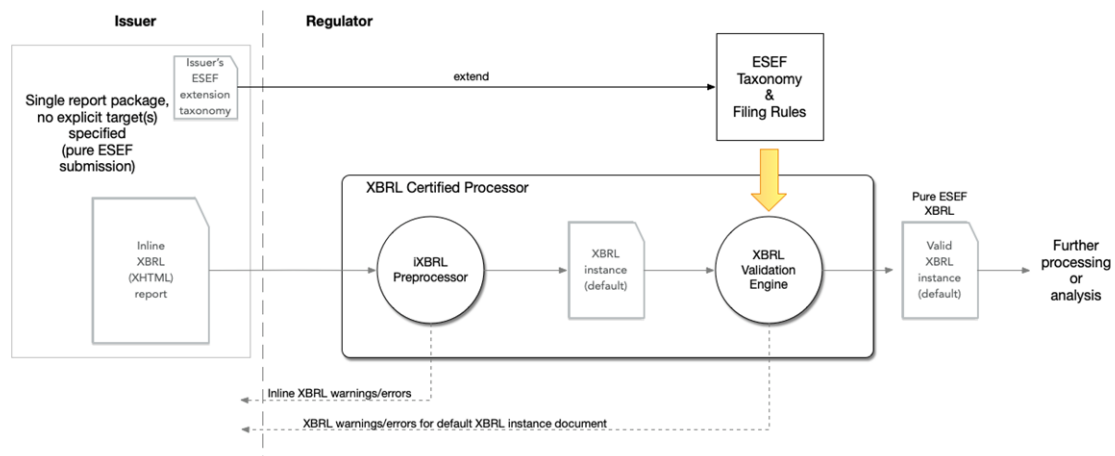 Issuer
Regulator
Issuer's
ESEF
extension
taxonomy
Single report package,
no explicit target(s)
specified
(pure ESEF
submission)
extend
ESEF
Taxonomy
&
Filing Rules
XBRL Certified Processor
Inline
XBRL
(XHTML)
report
iXBRL
Preprocessor
XBRL
instance
(default)
XBRL
Validation
Engine
Pure ESEF
XBRL
Valid
XBRL
instance
(default)
Further
processing
or
analysis
Inline XBRL warnings/errors
XBRL warnings/errors for default XBRL instance document